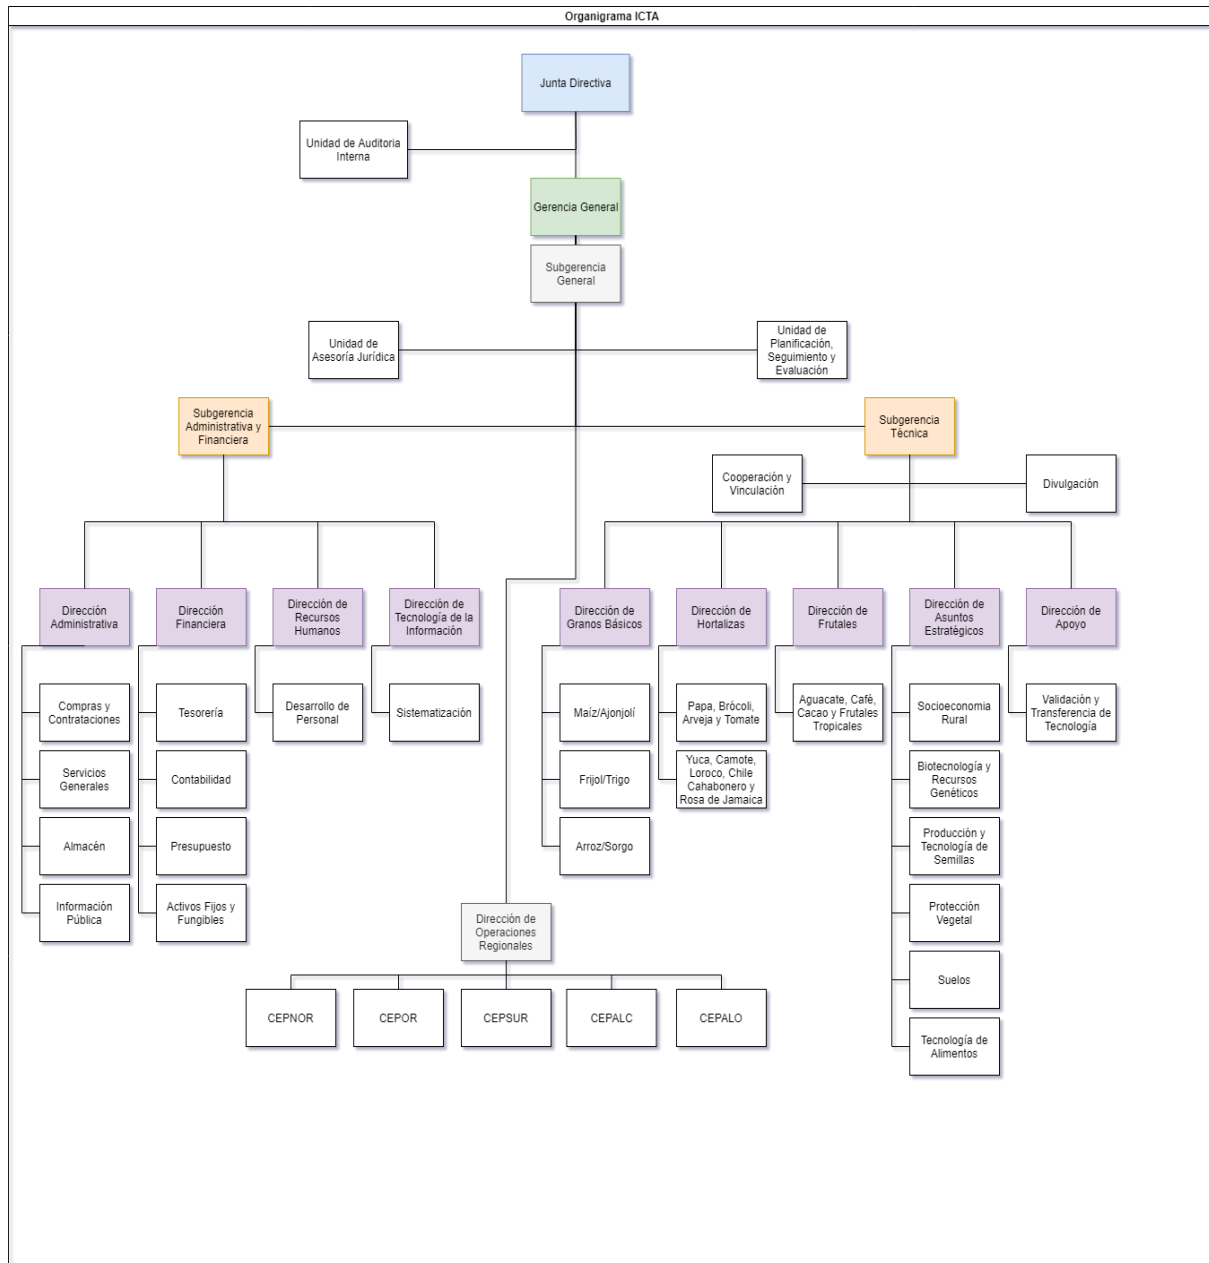 Organigrama ICTA
Junta Directiva
Unidad de Auditoria
Interna
Gerencia General
Subgerencia
General
Unidad de
Asesoría Jurídica
Unidad de
Planificación,
Seguimiento y
Evaluación
Subgerencia
Administrativa y
Financiera
Subgerencia
Técnica
Cooperación y
Vinculación
Divulgación
Dirección
Administrativa
Dirección
Financiera
Dirección de
Recursos
Humanos
Dirección de
Tecnología de la
Información
Dirección de
Granos Básicos
Dirección de
Hortalizas
Dirección de
Frutales
Dirección de
Asuntos
Estratégicos
Dirección de
Apoyo
Compras y
Contrataciones
Tesorería
Desarrollo de
Personal
Sistematización
Maíz/Ajonjolí
Papa, Brócoli,
Arveja y Tomate
Aguacate, Café,
Cacao y Frutales
Tropicales
Socioeconomia
Rural
Validación y
Transferencia de
Tecnología
Servicios
Generales
Contabilidad
Frijol/Trigo
Yuca, Camote,
Loroco, Chile
Cahabonero y
Rosa de Jamaica
Biotecnología y
Recursos
Genéticos
Almacén
Presupuesto
Arroz/Sorgo
Producción y
Tecnología de
Semillas
Información
Pública
Activos Fijos y
Fungibles
Protección
Vegetal
Dirección de
Operaciones
Regionales
Suelos
CEPNOR
CEPOR
CEPSUR
CEPALC
CEPALO
Tecnología de
Alimentos